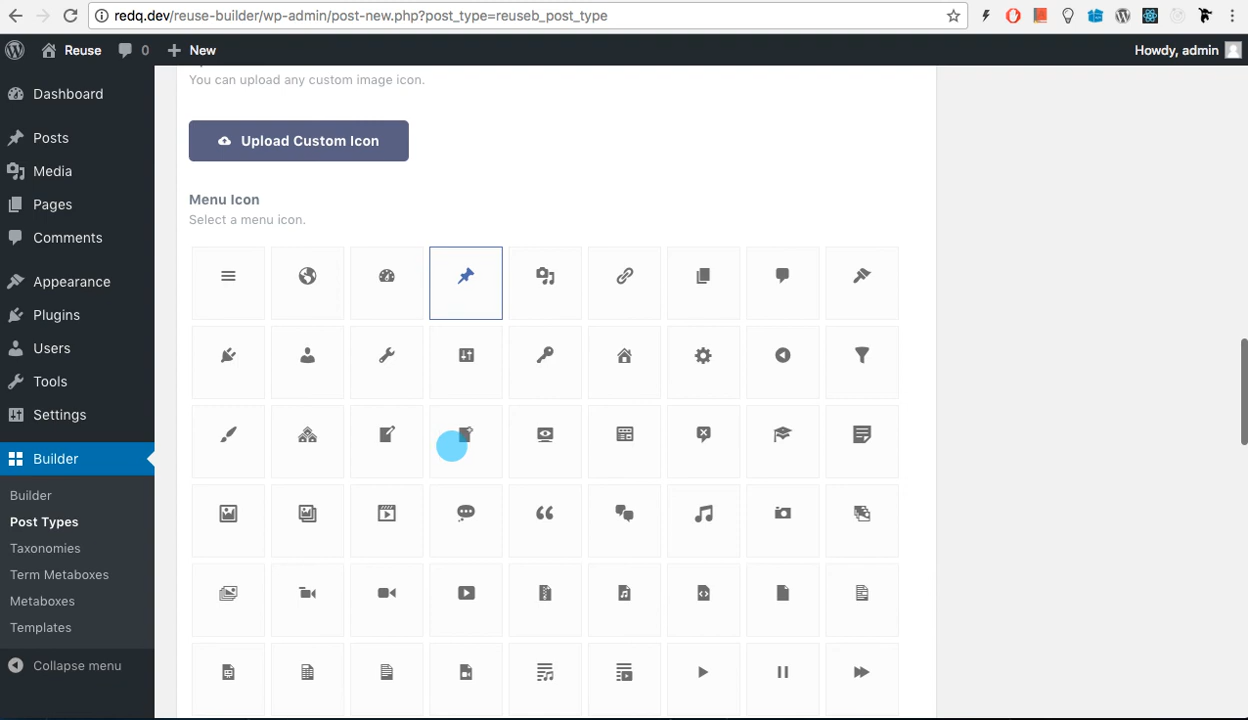 redq.dev/reuse-builder/wp-admin/post-new.php?post_type=reuseb_post_type
Reuse 0 New Howdy, admin
Dashboard
Posts
Media
Pages
Comments
Appearance
Plugins
Users
Tools
Settings
Builder
Builder
Post Types
Taxonomies
Term Metaboxes
Metaboxes
Templates
Collapse menu
You can upload any custom image icon.
Upload Custom Icon
Menu Icon
Select a menu icon.